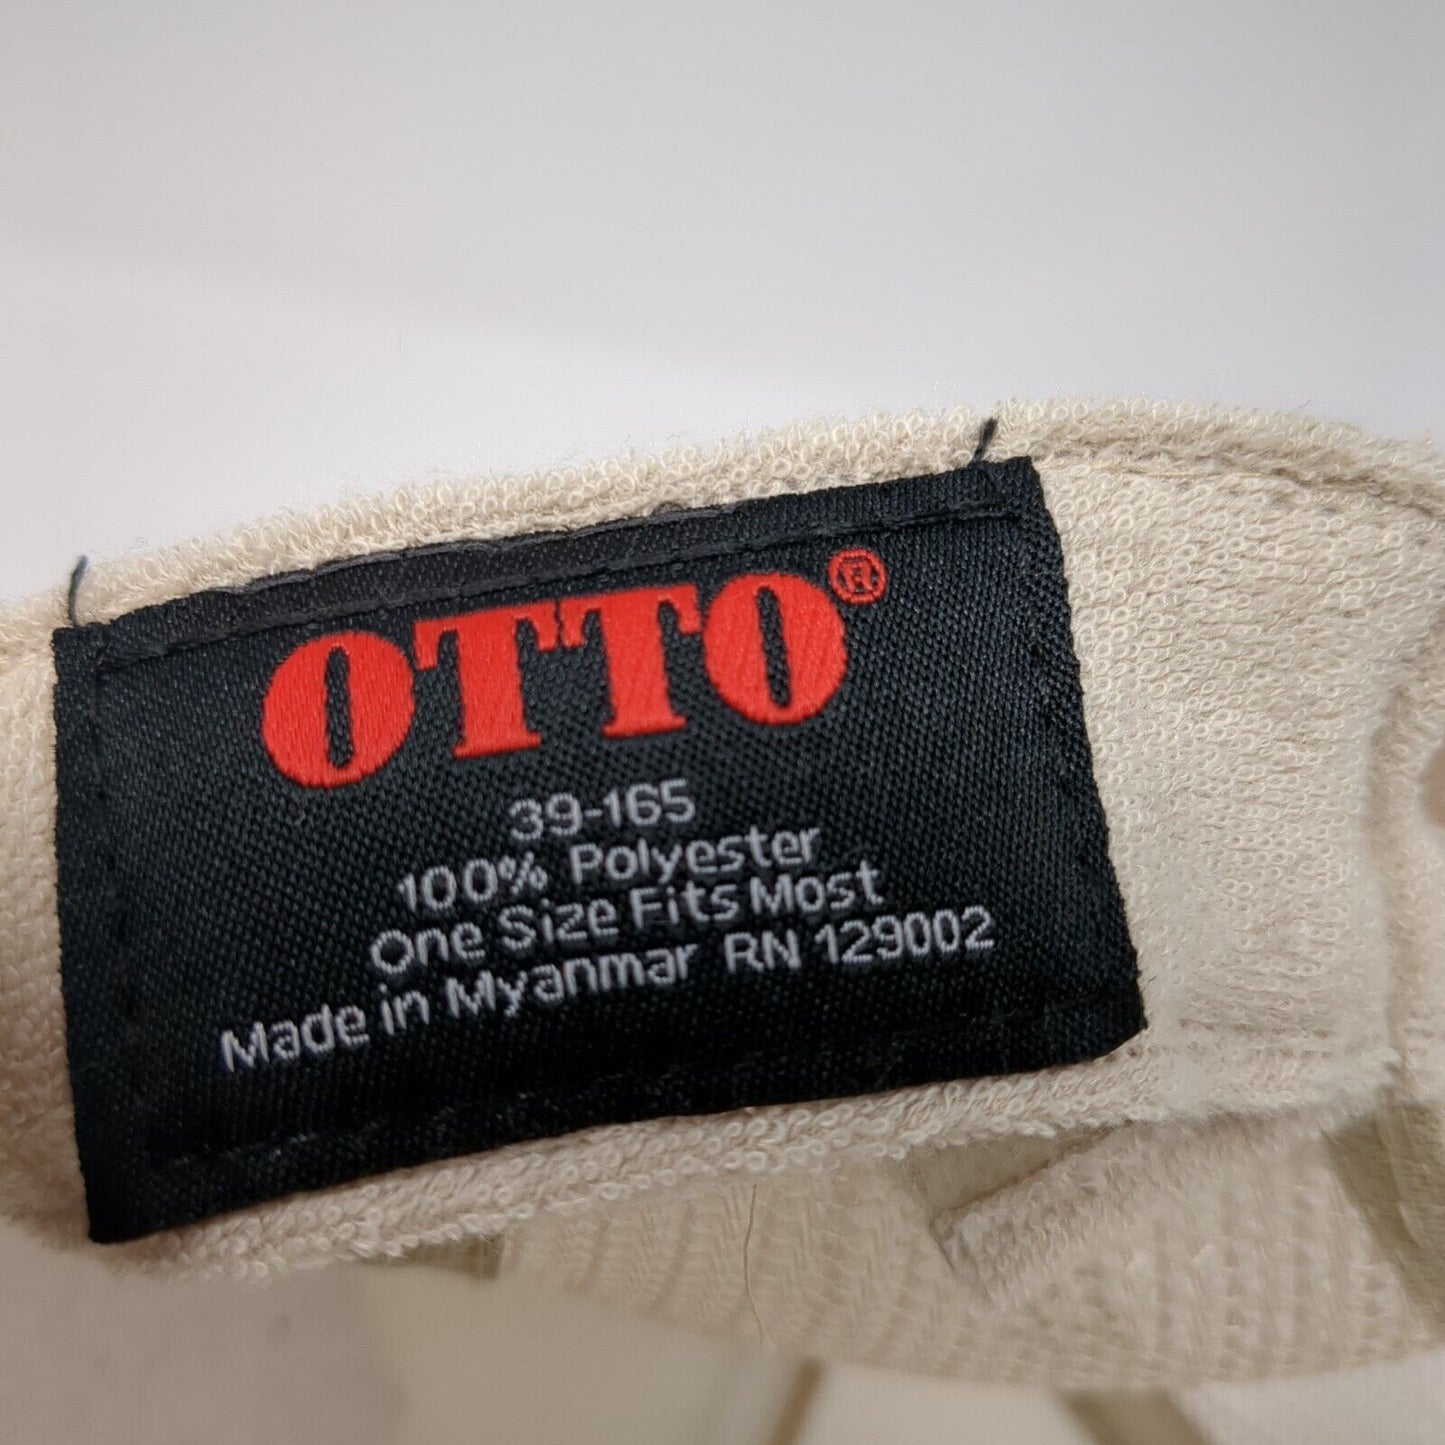 OTTO®
39-165
100% Polyester
One Size Fits Most
Made in Myanmar RN 129002